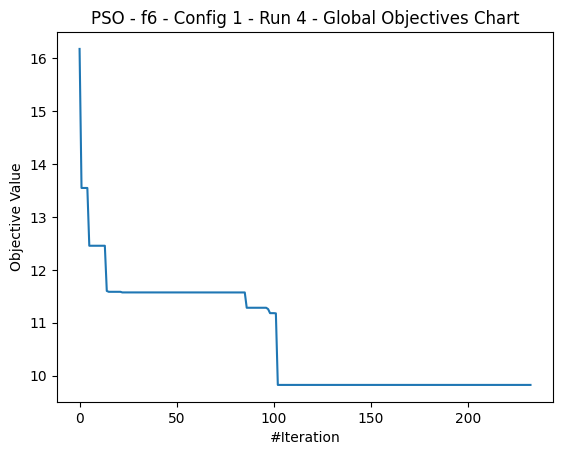 PSO - f6 - Config 1 - Run 4 - Global Objectives Chart
16
15
14
13
12
11
10
Objective Value
0 50 100 150 200
#Iteration